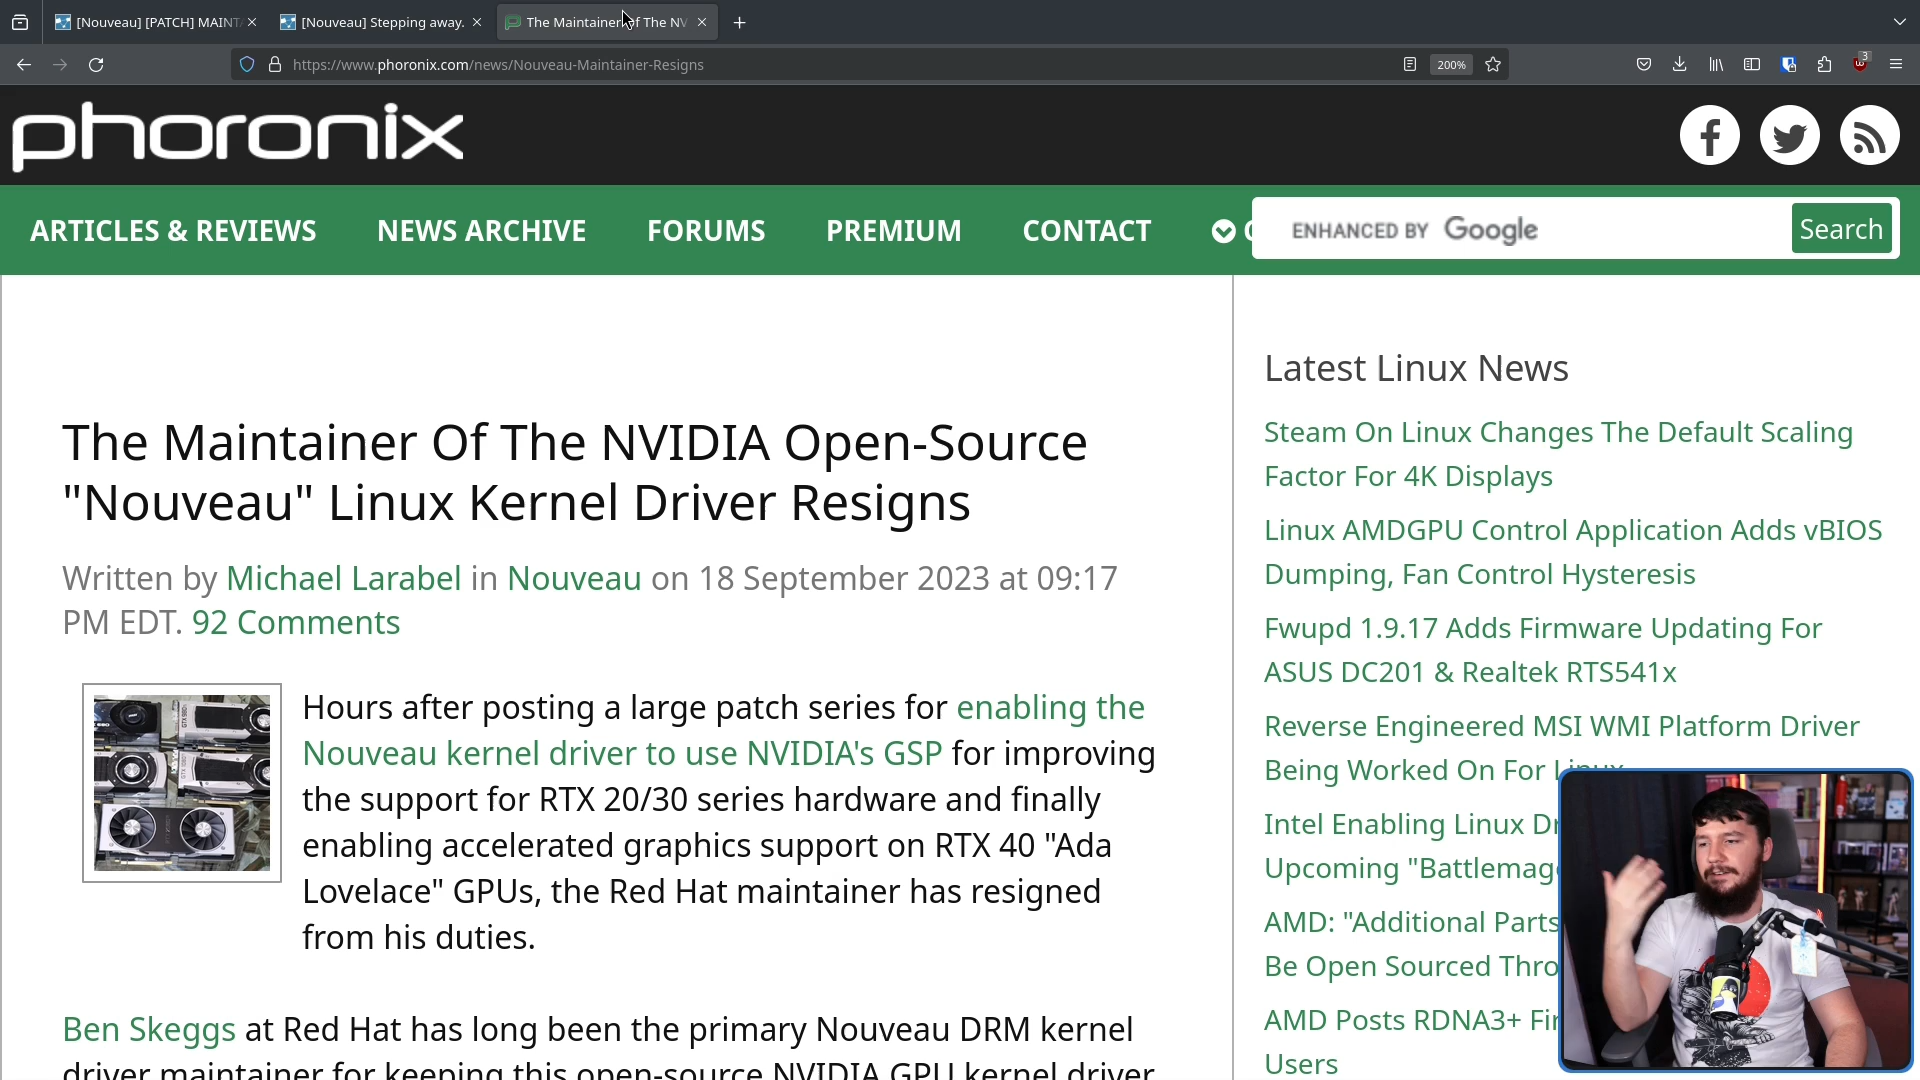 [Nouveau] [PATCH] MAINTA
[Nouveau] Stepping away.
The Maintainer Of The NV
https://www.phoronix.com/news/Nouveau-Maintainer-Resigns
200%
3
phoronix
ARTICLES & REVIEWS
NEWS ARCHIVE
FORUMS
PREMIUM
CONTACT
ENHANCED BY Google
Search
The Maintainer Of The NVIDIA Open-Source
"Nouveau" Linux Kernel Driver Resigns
Written by Michael Larabel in Nouveau on 18 September 2023 at 09:17
PM EDT. 92 Comments
Hours after posting a large patch series for enabling the
Nouveau kernel driver to use NVIDIA's GSP for improving
the support for RTX 20/30 series hardware and finally
enabling accelerated graphics support on RTX 40 "Ada
Lovelace" GPUs, the Red Hat maintainer has resigned
from his duties.
Ben Skeggs at Red Hat has long been the primary Nouveau DRM kernel
driver maintainer for keeping this open-source NVIDIA GPU kernel driver
Latest Linux News
Steam On Linux Changes The Default Scaling
Factor For 4K Displays
Linux AMDGPU Control Application Adds vBIOS
Dumping, Fan Control Hysteresis
Fwupd 1.9.17 Adds Firmware Updating For
ASUS DC201 & Realtek RTS541x
Reverse Engineered MSI WMI Platform Driver
Being Worked On For Linux
Intel Enabling Linux Dr
Upcoming "Battlemage
AMD: "Additional Parts
Be Open Sourced Thro
AMD Posts RDNA3+ Fir
Users